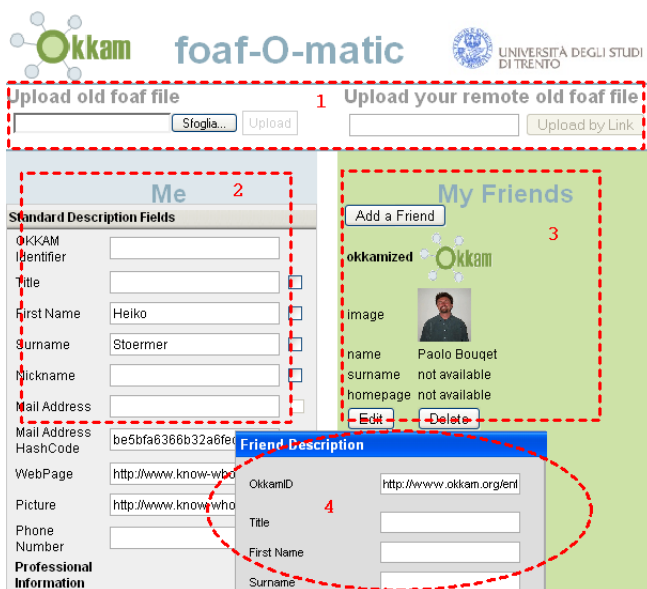 Okkam foaf-O-matic UNIVERSITÀ DEGLI STUDI
DI TRENTO
Upload old foaf file 1 Upload your remote old foaf file
Sfoglia... Upload Upload by Link
Me 2
Standard Description Fields
OKKAM
Identifier
Title
First Name Heiko
Surname Stoermer
Nickname
Mail Address
Mail Address
HashCode be5bfa6366b32a6fec
WebPage http://www.know-who
Picture http://www.know-who
Phone
Number
Professional
Information
My Friends
Add a Friend 3
okkamized Okkam
image
name Paolo Bouqet
surname not available
homepage not available
Edit Delete
Friend Description
OkkamID http://www.okkam.org/ent
4
Title
First Name
Surname